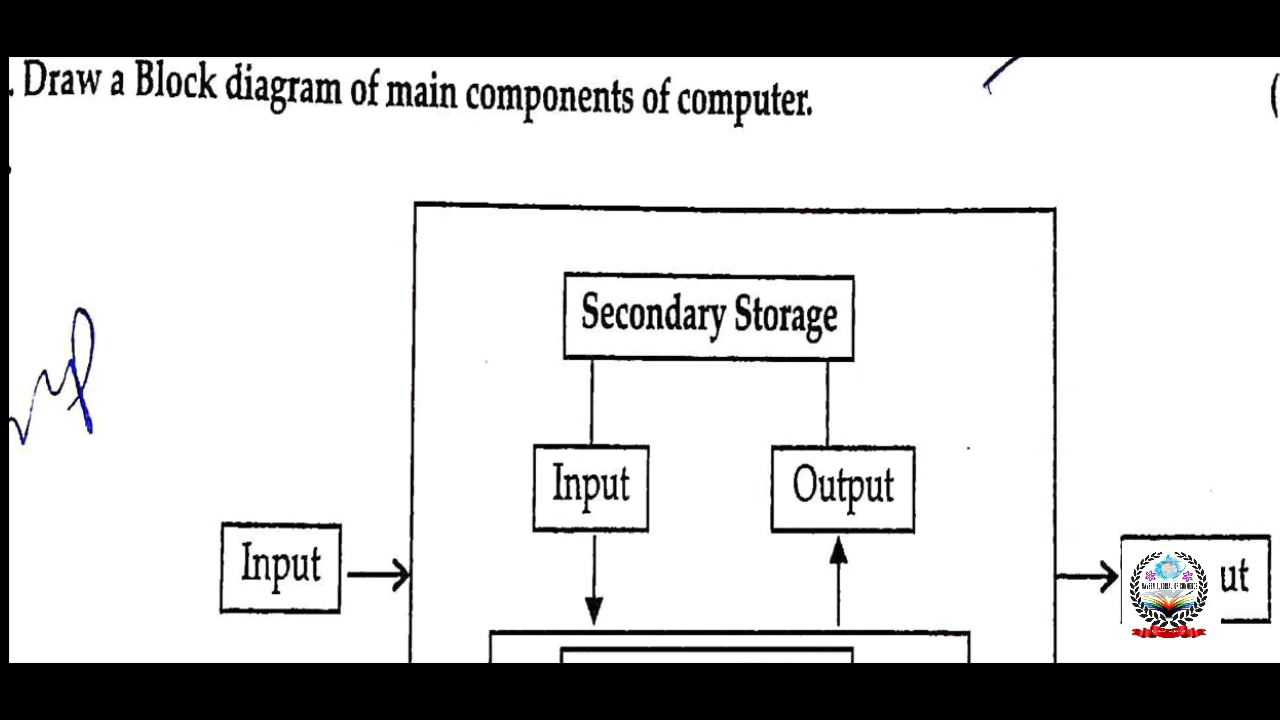 . Draw a Block diagram of main components of computer.
(
Secondary Storage
Input
Output
Input
ut